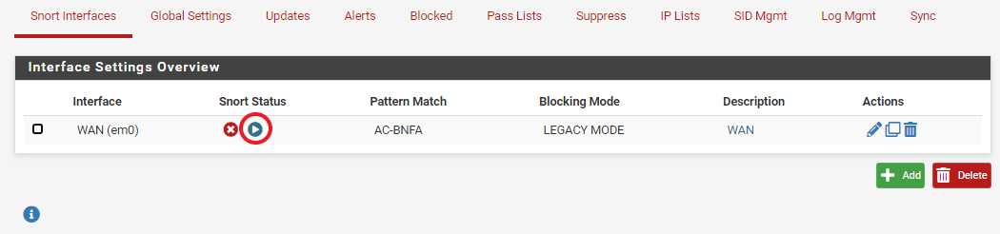 Snort Interfaces Global Settings Updates Alerts Blocked Pass Lists Suppress IP Lists SID Mgmt Log Mgmt Sync
Interface Settings Overview
Interface Snort Status Pattern Match Blocking Mode Description Actions
WAN (em0) AC-BNFA LEGACY MODE WAN
Add Delete